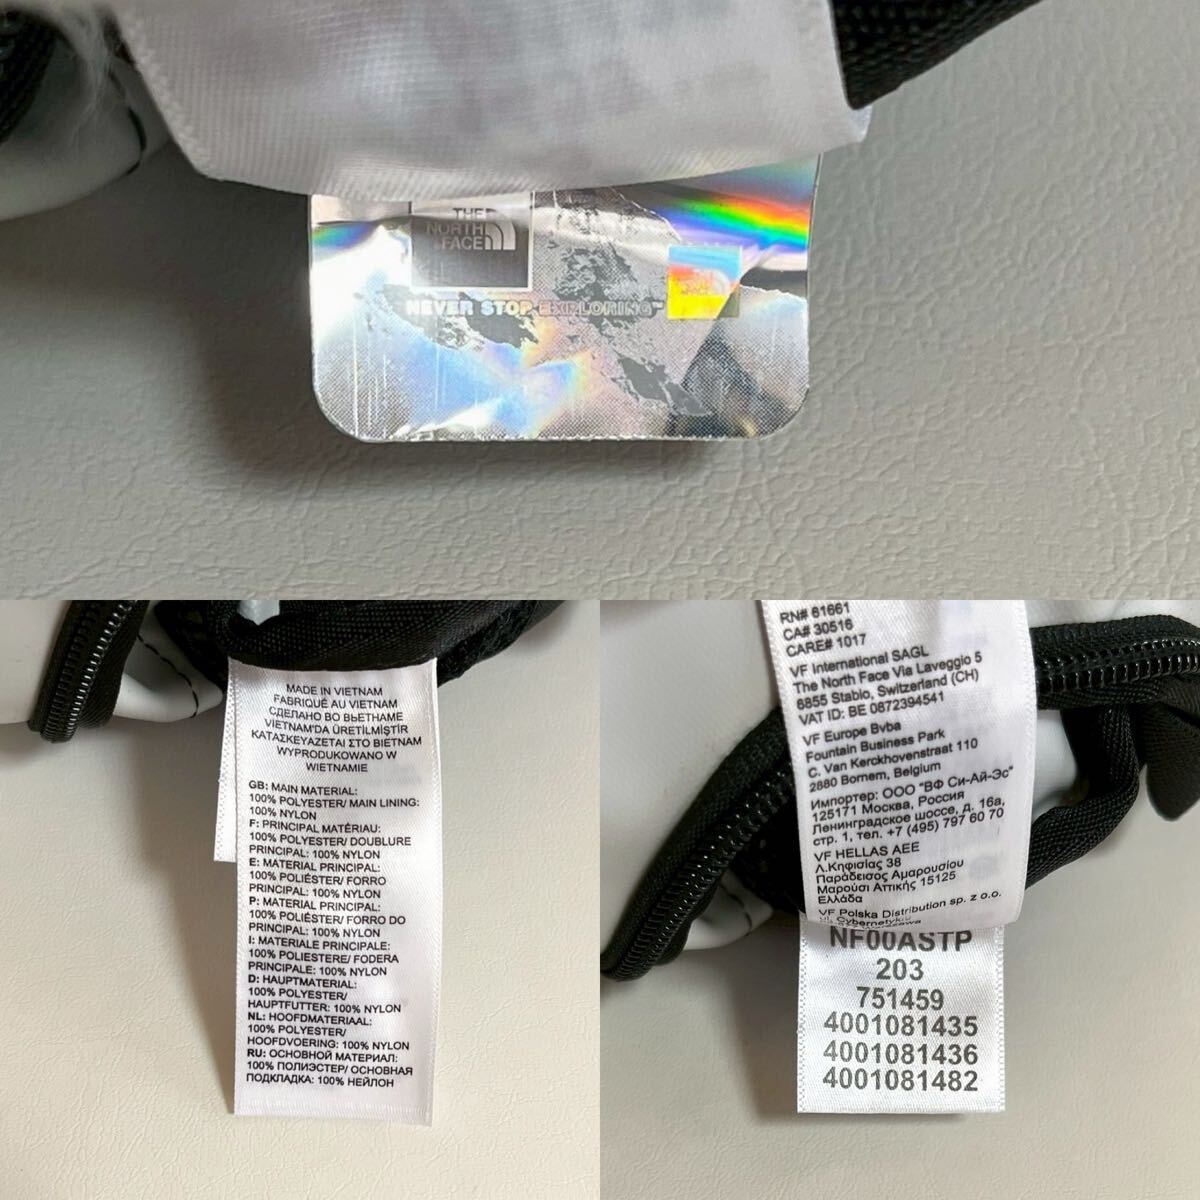 THE
NORTH
FACE
NEVER STOP EXPLORING™
MADE IN VIETNAM
FABRIQUÉ AU VIETNAM
СДЕЛАНО ВО ВЬЕТНАМЕ
VIETNAM'DA ÜRETİLMİŞTİR
ΚΑΤΑΣΚΕΥΑΖΕΤΑΙ ΣΤΟ ΒΙΕΤΝΑΜ
WYPRODUKOWANO W
WIETNAMIE
GB: MAIN MATERIAL:
100% POLYESTER/ MAIN LINING:
100% NYLON
F: PRINCIPAL MATÉRIAU:
100% POLYESTER/ DOUBLURE
PRINCIPAL: 100% NYLON
E: MATERIAL PRINCIPAL:
100% POLIÉSTER/ FORRO
PRINCIPAL: 100% NYLON
P: MATERIAL PRINCIPAL:
100% POLIÉSTER/ FORRO DO
PRINCIPAL: 100% NYLON
I: MATERIALE PRINCIPALE:
100% POLIESTERE/ FODERA
PRINCIPALE: 100% NYLON
D: HAUPTMATERIAL:
100% POLYESTER/
HAUPTFUTTER: 100% NYLON
NL: HOOFDMATERIAAL:
100% POLYESTER/
HOOFDVOERING: 100% NYLON
RU: ОСНОВНОЙ МАТЕРИАЛ:
100% ПОЛИЭСТЕР/ ОСНОВНАЯ
ПОДКЛАДКА: 100% НЕЙЛОН
RN# 61661
CA# 30516
CARE# 1017
VF International SAGL
The North Face Via Laveggio 5
6855 Stabio, Switzerland (CH)
VAT ID: BE 0872394541
VF Europe Bvba
Fountain Business Park
C. Van Kerckhovenstraat 110
2880 Bornem, Belgium
Импортер: ООО "ВФ Си-Ай-Эс"
125171 Москва, Россия
Ленинградское шоссе, д. 16а,
стр. 1, тел. +7 (495) 797 60 70
VF HELLAS AEE
Λ.Κηφισίας 38
Παράδεισος Αμαρουσίου
Μαρούσι Αττικής 15125
Ελλάδα
VF Polska Distribution sp. z o.o.
ul. Cybernetyki
NF00ASTP
203
751459
4001081435
4001081436
4001081482